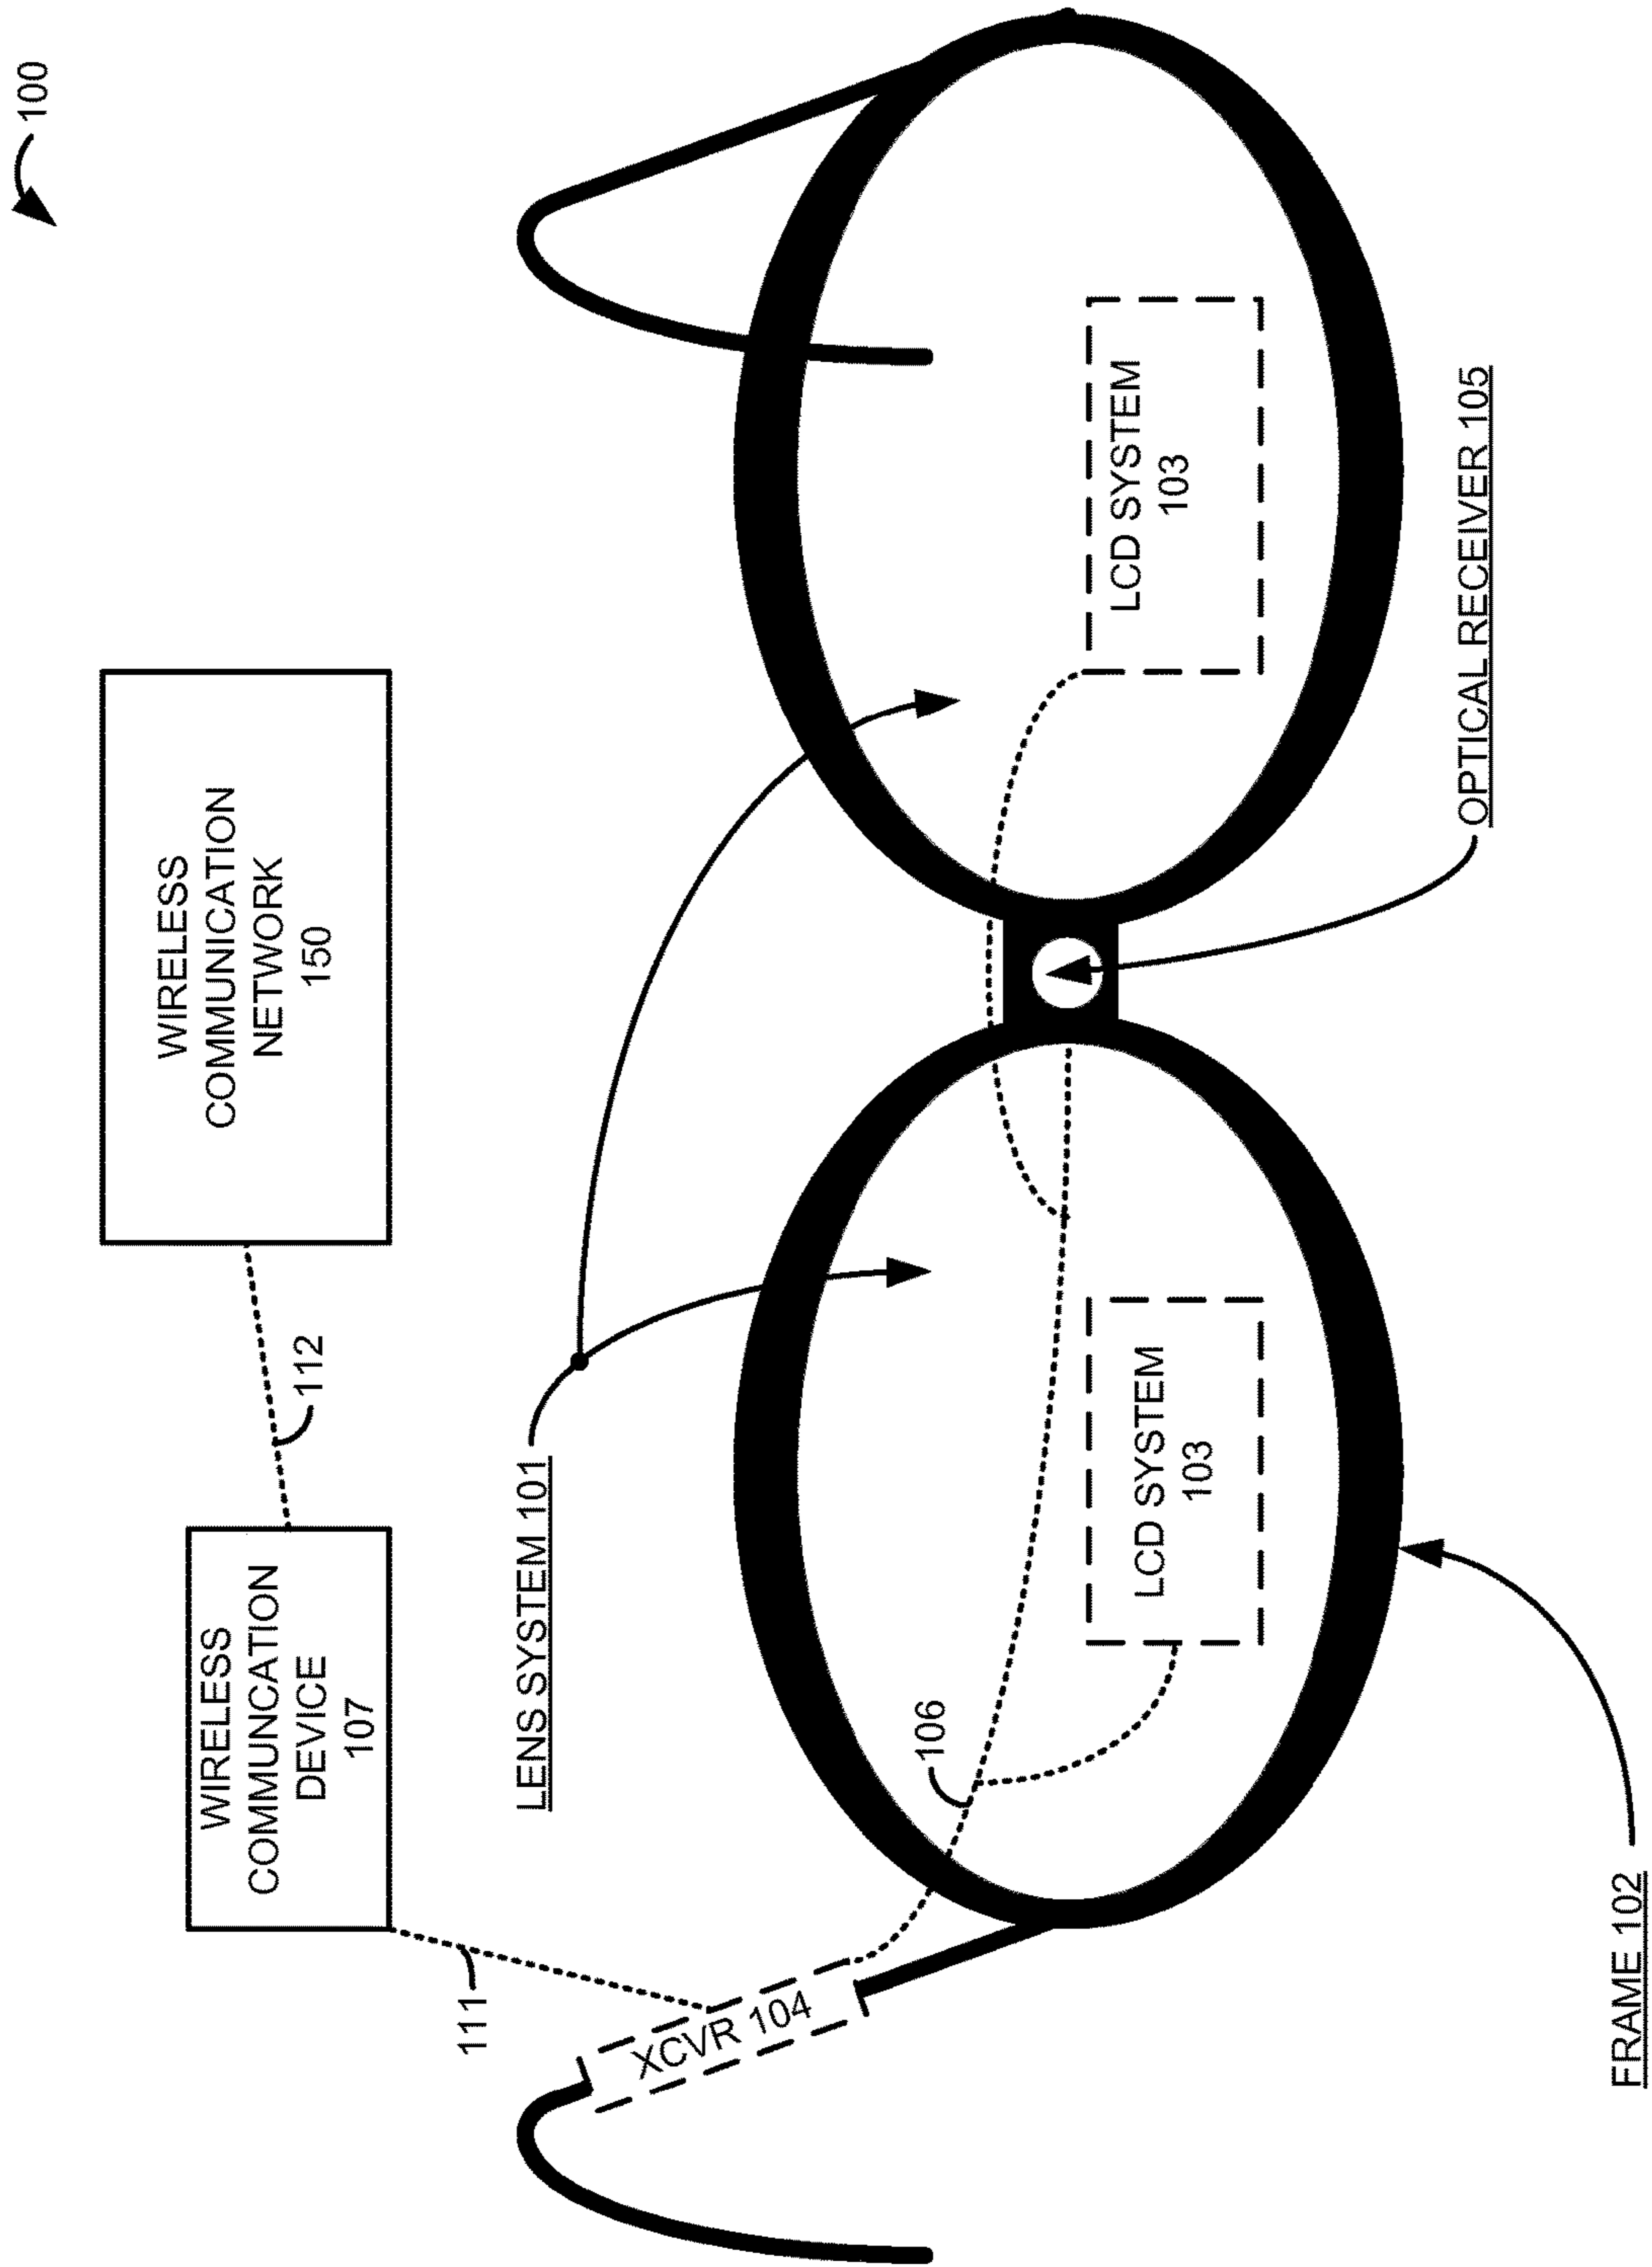 100
WIRELESS
COMMUNCATION
DEVICE
107
WIRELESS
COMMUNICATION
NETWORK
150
112
111
LENS SYSTEM 101
XCVR 104
106
LCD SYSTEM
103
LCD SYSTEM
103
OPTICAL RECEIVER 105
FRAME 102